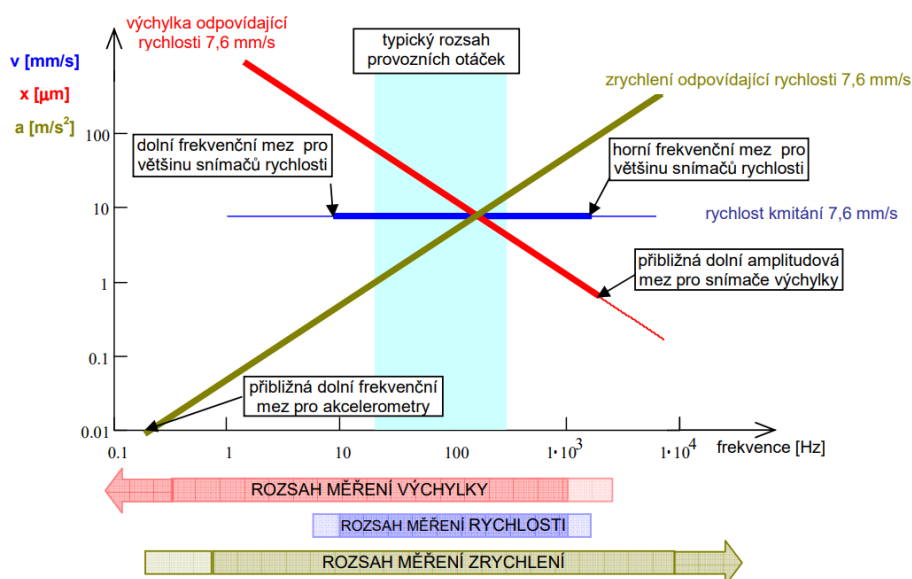 výchylka odpovídající
rychlosti 7,6 mm/s
typický rozsah
provozních otáček
v [mm/s]
x [µm]
a [m/s²]
zrychlení odpovídající rychlosti 7,6 mm/s
dolní frekvenční mez pro
většinu snímačů rychlosti
horní frekvenční mez pro
většinu snímačů rychlosti
100
10
1
0.1
0.01
rychlost kmitání 7,6 mm/s
přibližná dolní amplitudová
mez pro snímače výchylky
přibližná dolní frekvenční
mez pro akcelerometry
0.1
1
10
100
1·10³
1·10⁴
frekvence [Hz]
ROZSAH MĚŘENÍ VÝCHYLKY
ROZSAH MĚŘENÍ RYCHLOSTI
ROZSAH MĚŘENÍ ZRYCHLENÍ